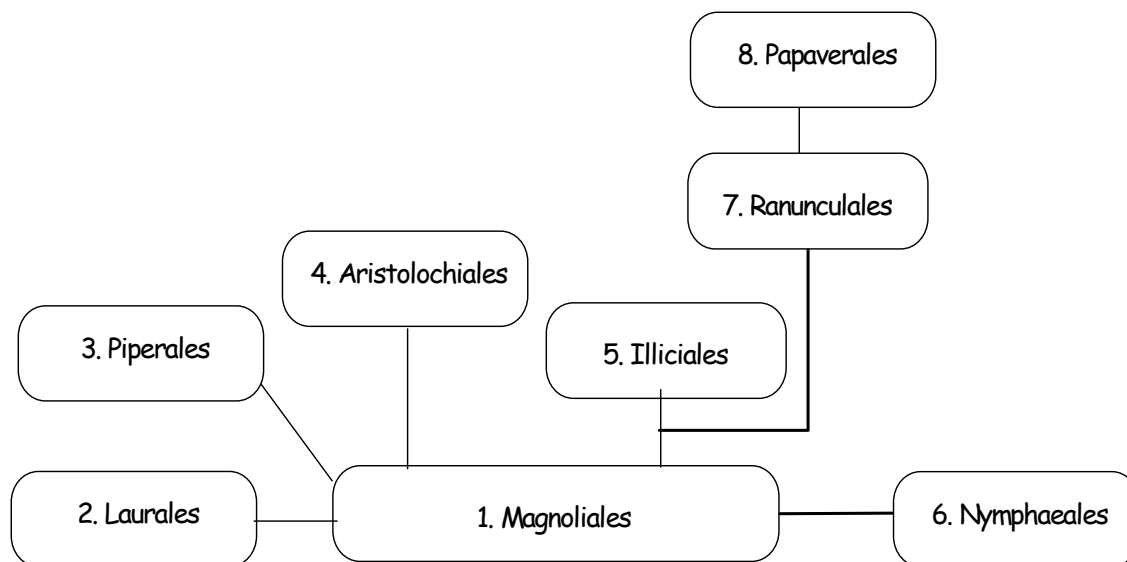 8. Papaverales
7. Ranunculales
4. Aristolochiales
3. Piperales
5. Illiciales
2. Laurales
1. Magnoliales
6. Nymphaeales